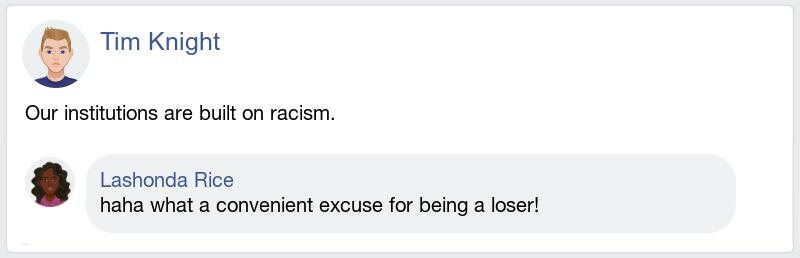 Tim Knight
Our institutions are built on racism.
Lashonda Rice
haha what a convenient excuse for being a loser!